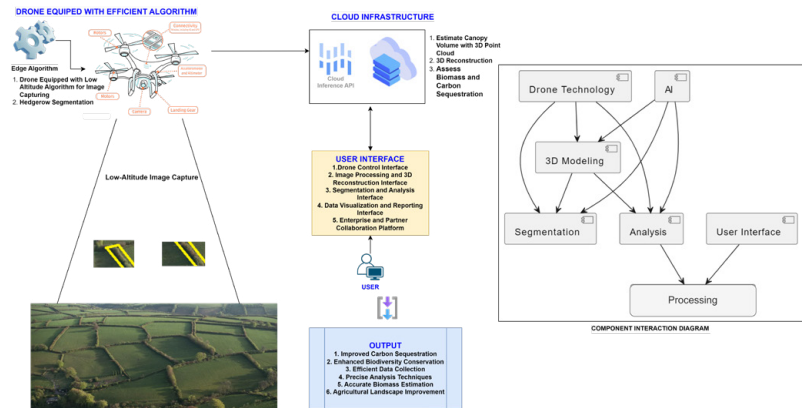 DRONE EQUIPED WITH EFFICIENT ALGORITHM
Connectivity
Rotors
Accelerometer and Altimeter
Motors
Camera
Landing Gear
Edge Algorithm
1. Drone Equipped with Low
Altitude Algorithm for Image
Capturing
2. Hedgerow Segmentation
Low-Altitude Image Capture
CLOUD INFRASTRUCTURE
Cloud
Inference API
1. Estimate Canopy
Volume with 3D Point
Cloud
2. 3D Reconstruction
3. Assess
Biomass and
Carbon
Sequestration
USER INTERFACE
1.Drone Control Interface
2. Image Processing and 3D
Reconstruction Interface
3. Segmentation and Analysis
Interface
4. Data Visualization and Reporting
Interface
5. Enterprise and Partner
Collaboration Platform
USER
OUTPUT
1. Improved Carbon Sequestration
2. Enhanced Biodiversity Conservation
3. Efficient Data Collection
4. Precise Analysis Techniques
5. Accurate Biomass Estimation
6. Agricultural Landscape Improvement
Drone Technology
AI
3D Modeling
Segmentation
Analysis
User Interface
Processing
COMPONENT INTERACTION DIAGRAM